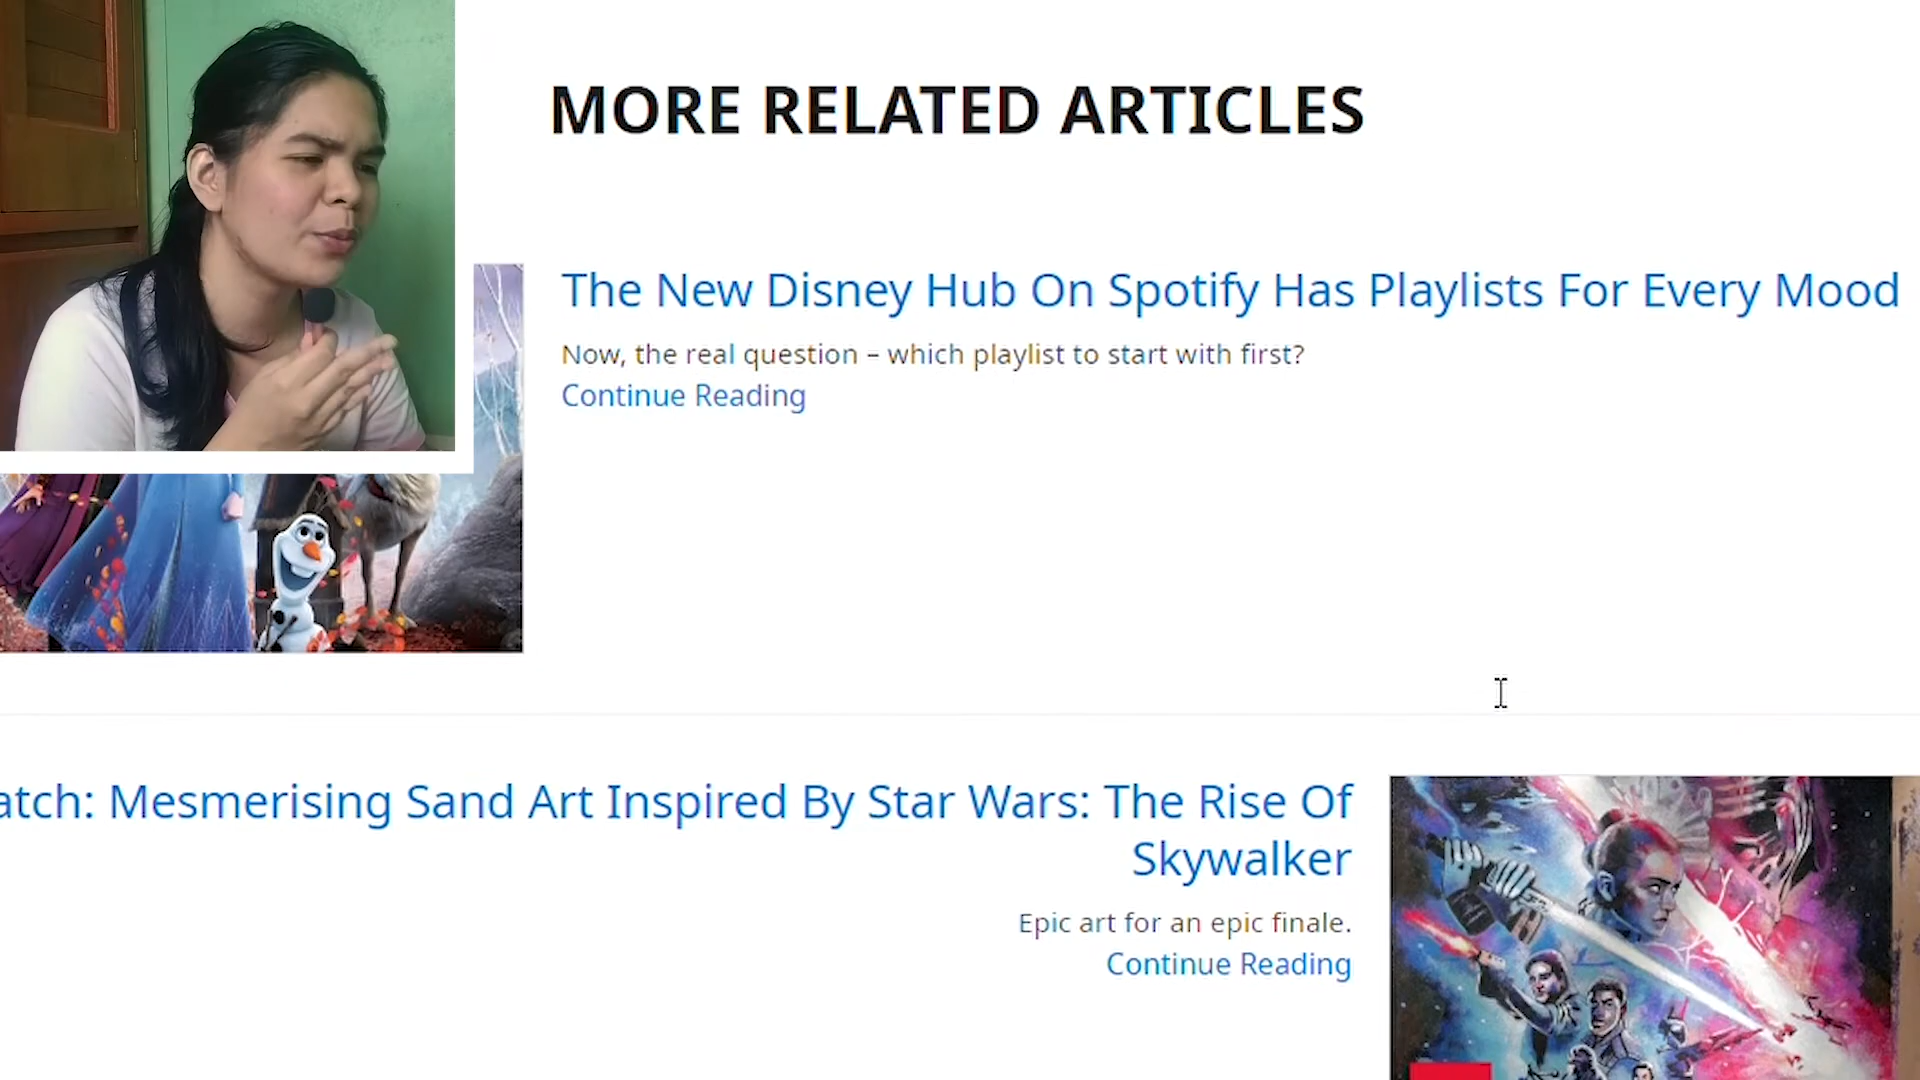 MORE RELATED ARTICLES
The New Disney Hub On Spotify Has Playlists For Every Mood
Now, the real question – which playlist to start with first?
Continue Reading
atch: Mesmerising Sand Art Inspired By Star Wars: The Rise Of
Skywalker
Epic art for an epic finale.
Continue Reading